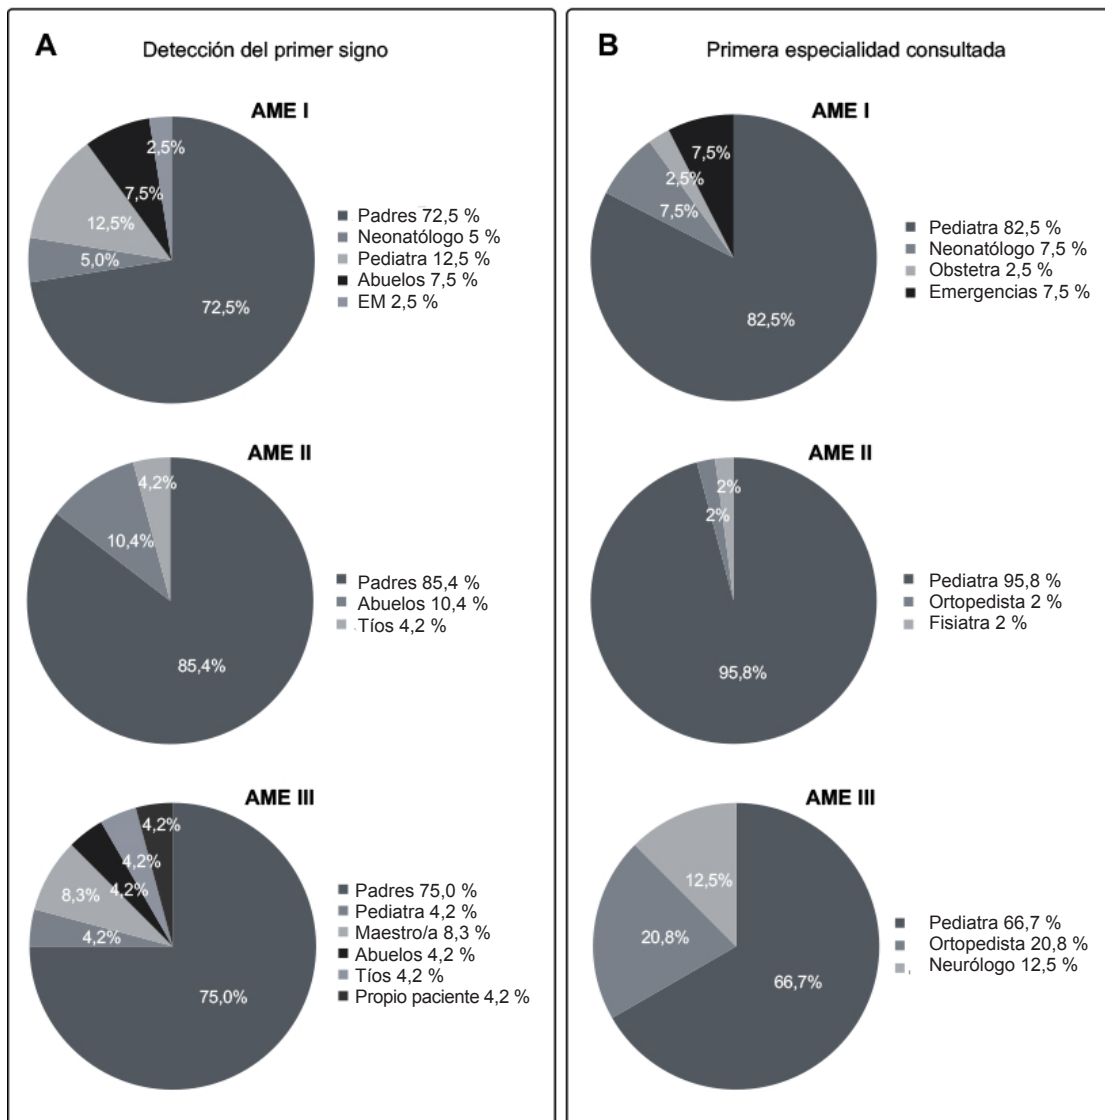 A
Detección del primer signo
AME I
2,5%
7,5%
12,5%
5,0%
72,5%
Padres 72,5 %
Neonatólogo 5 %
Pediatra 12,5 %
Abuelos 7,5 %
EM 2,5 %
AME II
4,2%
10,4%
85,4%
Padres 85,4 %
Abuelos 10,4 %
Tíos 4,2 %
AME III
4,2%
4,2%
4,2%
8,3%
4,2%
75,0%
Padres 75,0 %
Pediatra 4,2 %
Maestro/a 8,3 %
Abuelos 4,2 %
Tíos 4,2 %
Propio paciente 4,2 %
B
Primera especialidad consultada
AME I
7,5%
2,5%
7,5%
82,5%
Pediatra 82,5 %
Neonatólogo 7,5 %
Obstetra 2,5 %
Emergencias 7,5 %
AME II
2%
2%
95,8%
Pediatra 95,8 %
Ortopedista 2 %
Fisiatra 2 %
AME III
12,5%
20,8%
66,7%
Pediatra 66,7 %
Ortopedista 20,8 %
Neurólogo 12,5 %